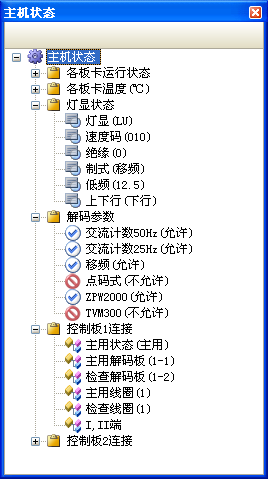 主机状态
主机状态
各板卡运行状态
各板卡温度(℃)
灯显状态
灯显(LU)
速度码(010)
绝缘(0)
制式(移频)
低频(12.5)
上下行(下行)
解码参数
交流计数50Hz(允许)
交流计数25Hz(允许)
移频(允许)
点码式(不允许)
ZPW2000(允许)
TVM300(不允许)
控制板1连接
主用状态(主用)
主用解码板(1-1)
检查解码板(1-2)
主用线圈(1)
检查线圈(1)
I,II端
控制板2连接